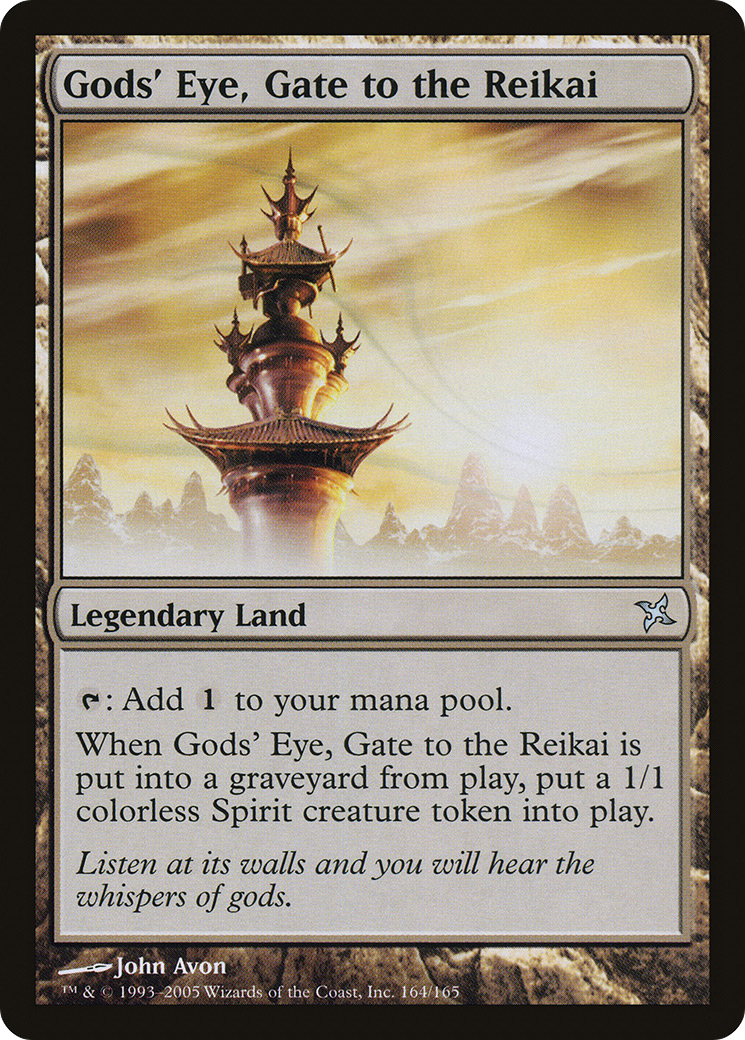 Gods' Eye, Gate to the Reikai
Legendary Land
: Add 1 to your mana pool.
When Gods' Eye, Gate to the Reikai is
put into a graveyard from play, put a 1/1
colorless Spirit creature token into play.
Listen at its walls and you will hear the
whispers of gods.
John Avon
™ & © 1993–2005 Wizards of the Coast, Inc. 164/165